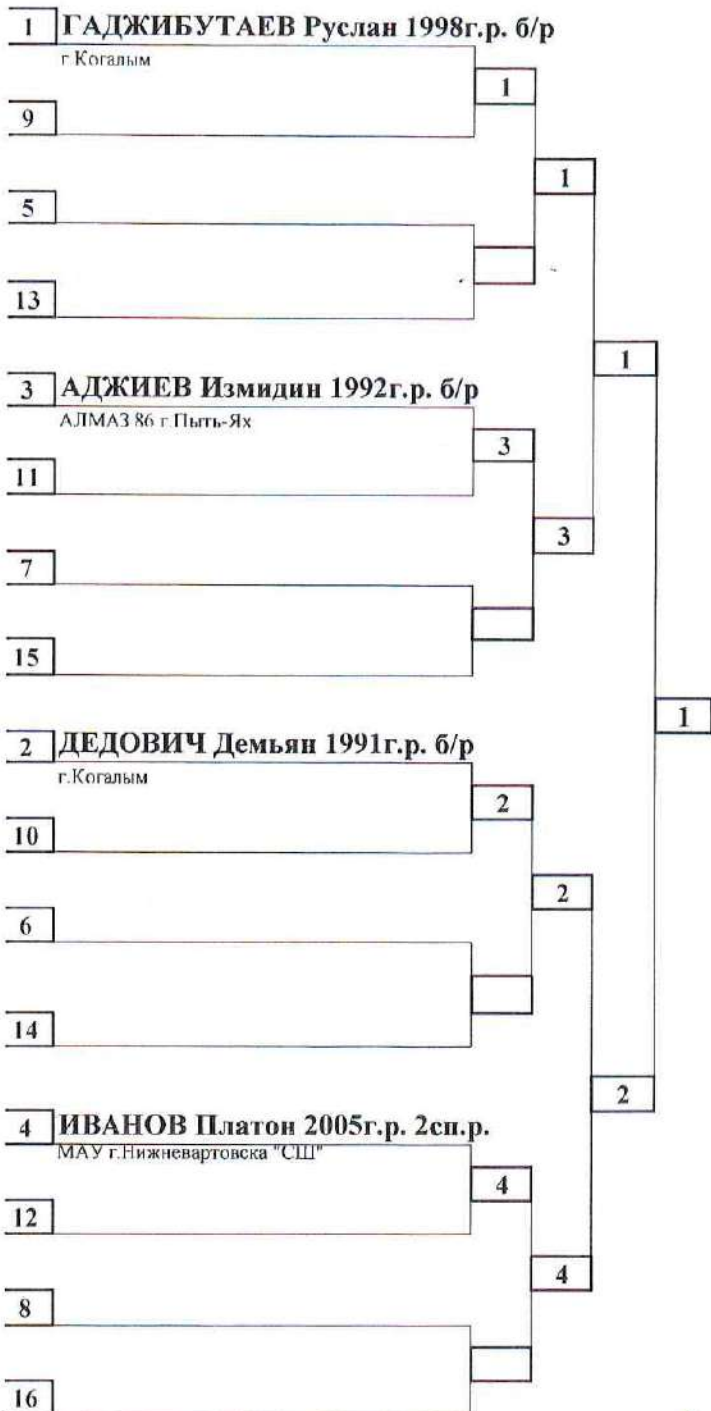 1 ГАДЖИБУТАЕВ Руслан 1998г.р. б/р
г Когалым
1
9
1
5
13
1
3 АДЖИЕВ Измидин 1992г.р. б/р
АЛМАЗ 86 г.Пыть-Ях
3
11
3
7
15
1
2 ДЕДОВИЧ Демьян 1991г.р. б/р
г.Когалым
2
10
2
6
14
2
4 ИВАНОВ Платон 2005г.р. 2сп.р.
МАУ г.Нижневартовска "СШ"
4
12
4
8
16